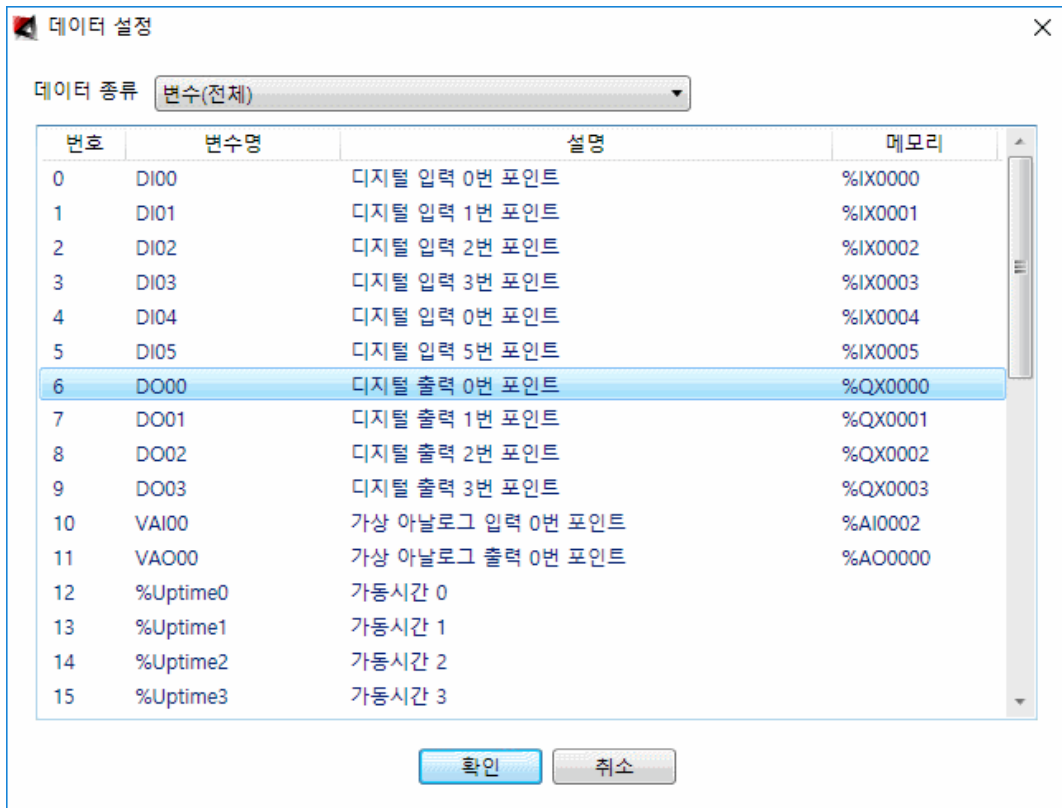 데이터 설정
데이터 종류 변수(전체)
번호 변수명 설명 메모리
0 DI00 디지털 입력 0번 포인트 %IX0000
1 DI01 디지털 입력 1번 포인트 %IX0001
2 DI02 디지털 입력 2번 포인트 %IX0002
3 DI03 디지털 입력 3번 포인트 %IX0003
4 DI04 디지털 입력 0번 포인트 %IX0004
5 DI05 디지털 입력 5번 포인트 %IX0005
6 DO00 디지털 출력 0번 포인트 %QX0000
7 DO01 디지털 출력 1번 포인트 %QX0001
8 DO02 디지털 출력 2번 포인트 %QX0002
9 DO03 디지털 출력 3번 포인트 %QX0003
10 VAI00 가상 아날로그 입력 0번 포인트 %AI0002
11 VAO00 가상 아날로그 출력 0번 포인트 %AO0000
12 %Uptime0 가동시간 0
13 %Uptime1 가동시간 1
14 %Uptime2 가동시간 2
15 %Uptime3 가동시간 3
확인 취소